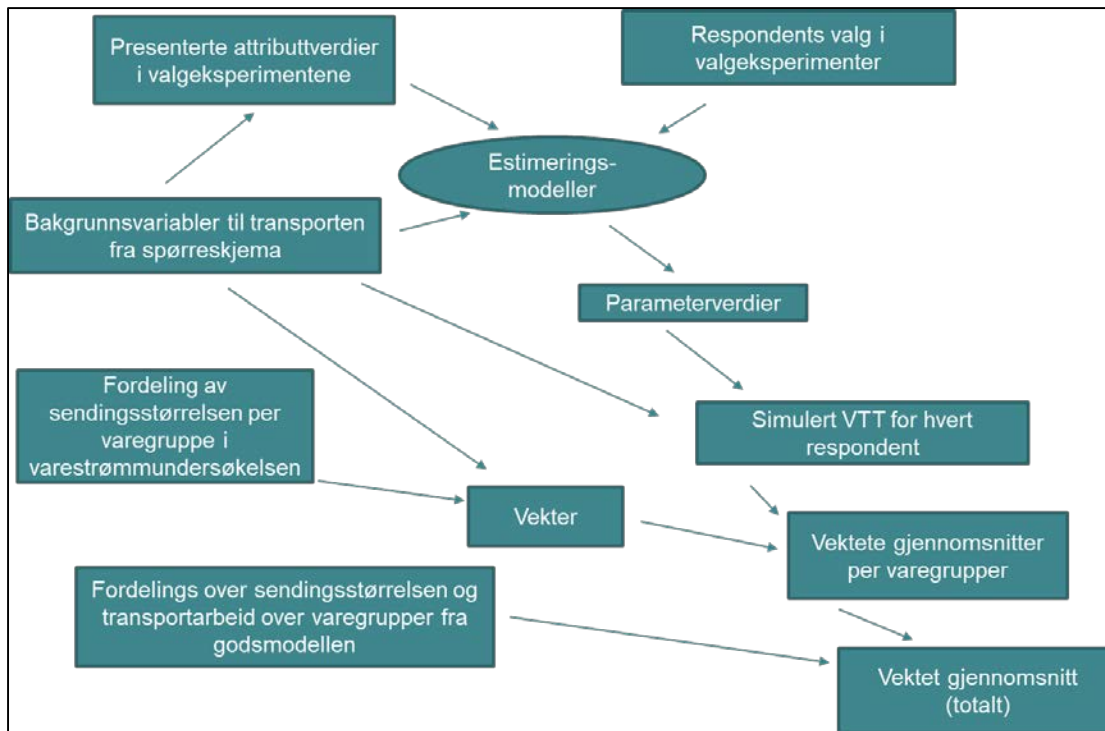 Presenterte attributtverdier
i valgeksperimentene
Respondents valg i
valgeksperimenter
Estimerings-
modeller
Bakgrunnsvariabler til transporten
fra spørreskjema
Parameterverdier
Fordeling av
sendingsstørrelsen per
varegruppe i
varestrømmundersøkelsen
Simulert VTT for hvert
respondent
Vekter
Vektete gjennomsnitter
per varegrupper
Fordelings over sendingsstørrelsen og
transportarbeid over varegrupper fra
godsmodellen
Vektet gjennomsnitt
(totalt)